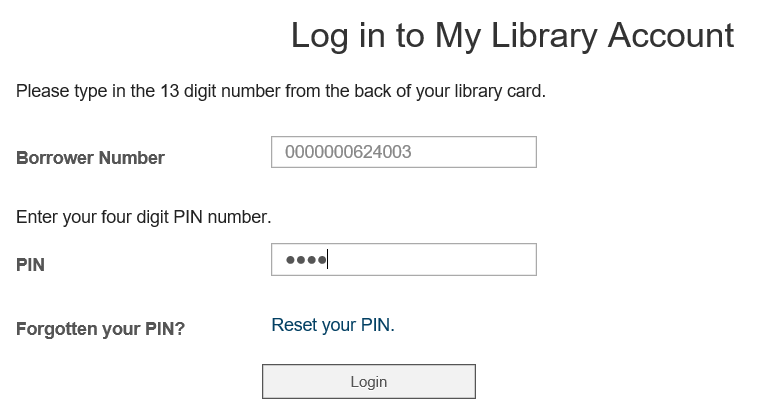 Log in to My Library Account
Please type in the 13 digit number from the back of your library card.
Borrower Number 0000000624003
Enter your four digit PIN number.
PIN ●●●●
Forgotten your PIN? Reset your PIN.
Login